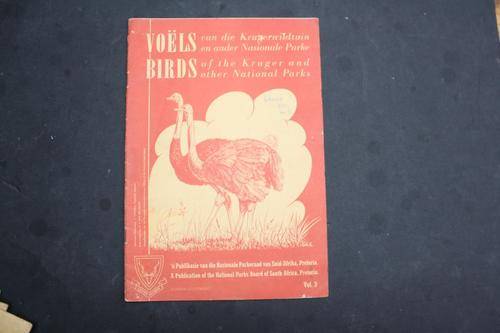 VOËLS van die Krugerwildtuin
en ander Nasionale Parke
BIRDS of the Kruger and
other National Parks
'n Publikasie van die Nasionale Parkeraad van Suid-Afrika, Pretoria.
A Publication of the National Parks Board of South Africa, Pretoria.
Vol. 3